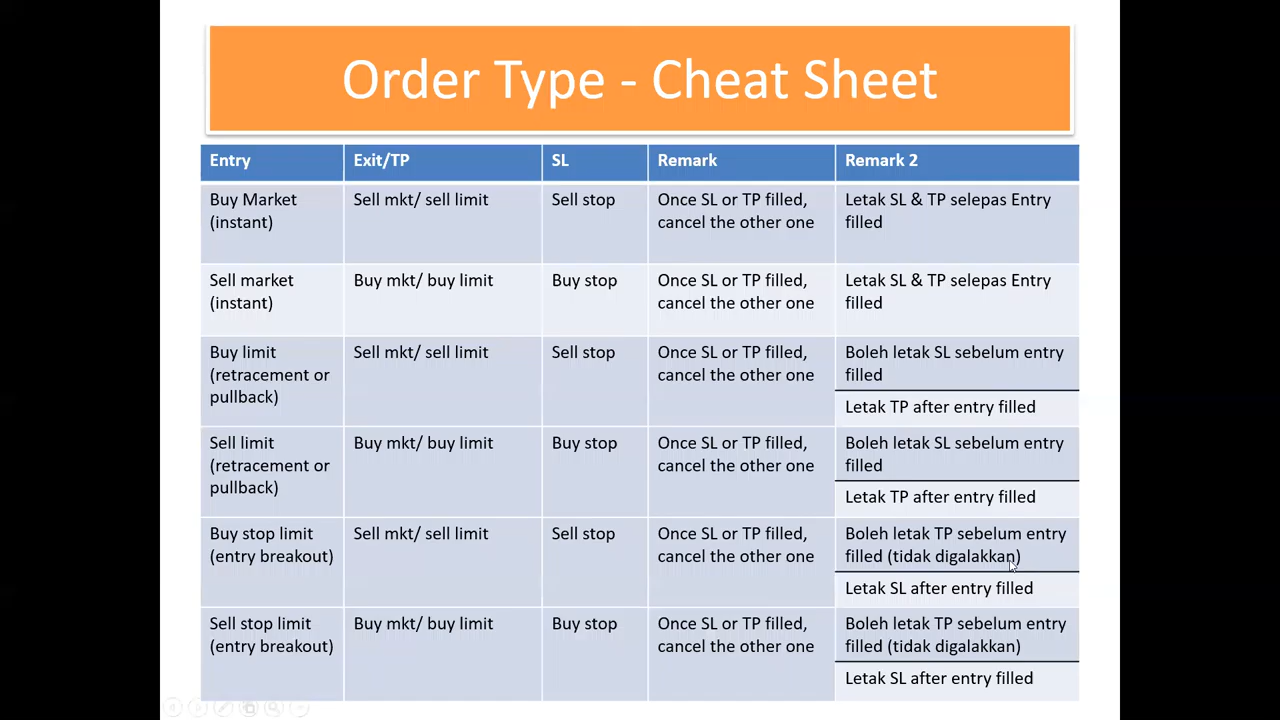 Order Type - Cheat Sheet
Entry
Exit/TP
SL
Remark
Remark 2
Buy Market
(instant)
Sell mkt/ sell limit
Sell stop
Once SL or TP filled,
cancel the other one
Letak SL & TP selepas Entry
filled
Sell market
(instant)
Buy mkt/ buy limit
Buy stop
Once SL or TP filled,
cancel the other one
Letak SL & TP selepas Entry
filled
Buy limit
(retracement or
pullback)
Sell mkt/ sell limit
Sell stop
Once SL or TP filled,
cancel the other one
Boleh letak SL sebelum entry
filled
Letak TP after entry filled
Sell limit
(retracement or
pullback)
Buy mkt/ buy limit
Buy stop
Once SL or TP filled,
cancel the other one
Boleh letak SL sebelum entry
filled
Letak TP after entry filled
Buy stop limit
(entry breakout)
Sell mkt/ sell limit
Sell stop
Once SL or TP filled,
cancel the other one
Boleh letak TP sebelum entry
filled (tidak digalakkan)
Letak SL after entry filled
Sell stop limit
(entry breakout)
Buy mkt/ buy limit
Buy stop
Once SL or TP filled,
cancel the other one
Boleh letak TP sebelum entry
filled (tidak digalakkan)
Letak SL after entry filled